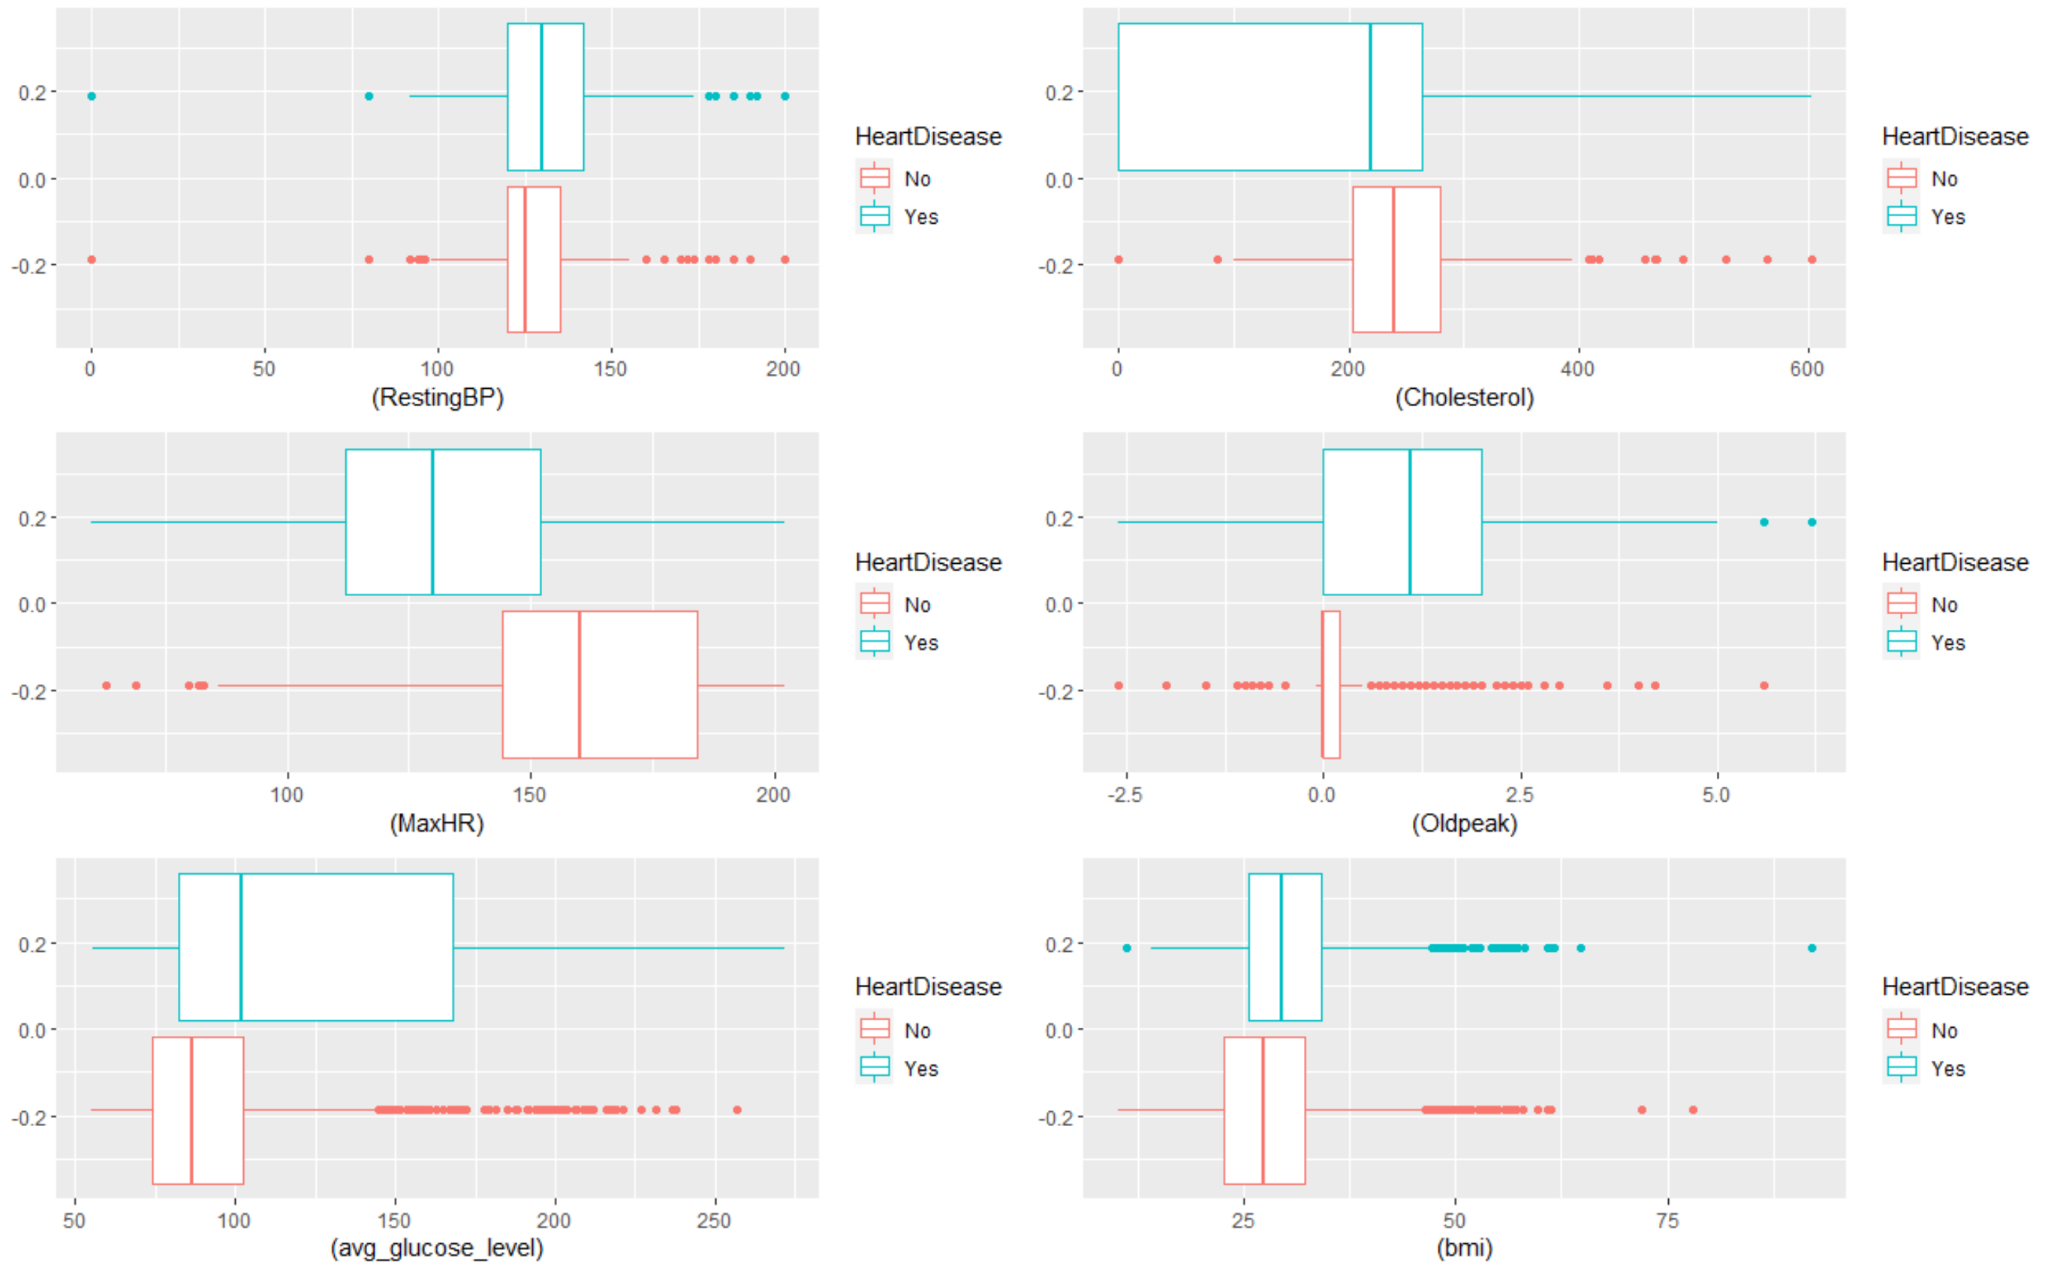 0.2
0.0
-0.2
0 50 100 150 200
(RestingBP)
HeartDisease
No
Yes
0.2
0.0
-0.2
0 200 400 600
(Cholesterol)
HeartDisease
No
Yes
0.2
0.0
-0.2
100 150 200
(MaxHR)
HeartDisease
No
Yes
0.2
0.0
-0.2
-2.5 0.0 2.5 5.0
(Oldpeak)
HeartDisease
No
Yes
0.2
0.0
-0.2
50 100 150 200 250
(avg_glucose_level)
HeartDisease
No
Yes
0.2
0.0
-0.2
25 50 75
(bmi)
HeartDisease
No
Yes